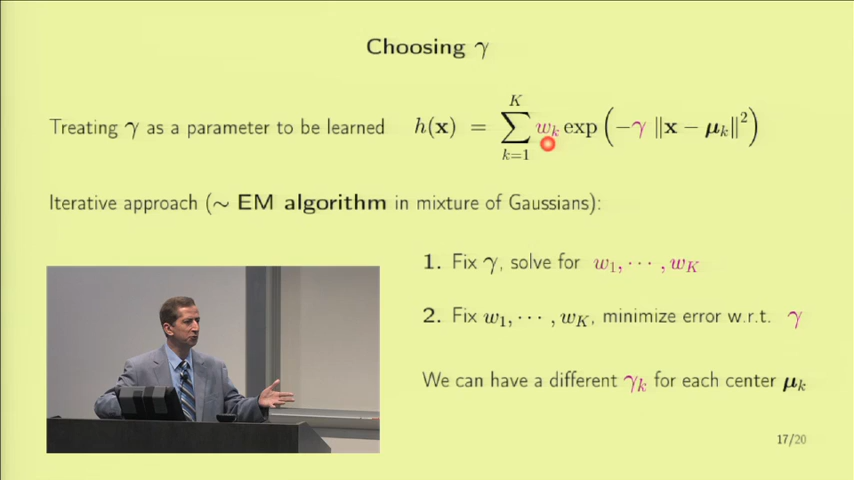 Choosing γ
Treating γ as a parameter to be learned h(x) = ∑_{k=1}^{K} w_k exp(−γ ‖x − μ_k‖²)
Iterative approach (∼ EM algorithm in mixture of Gaussians):
1. Fix γ, solve for w₁, ⋯ , w_K
2. Fix w₁, ⋯ , w_K, minimize error w.r.t. γ
We can have a different γ_k for each center μ_k
17/20